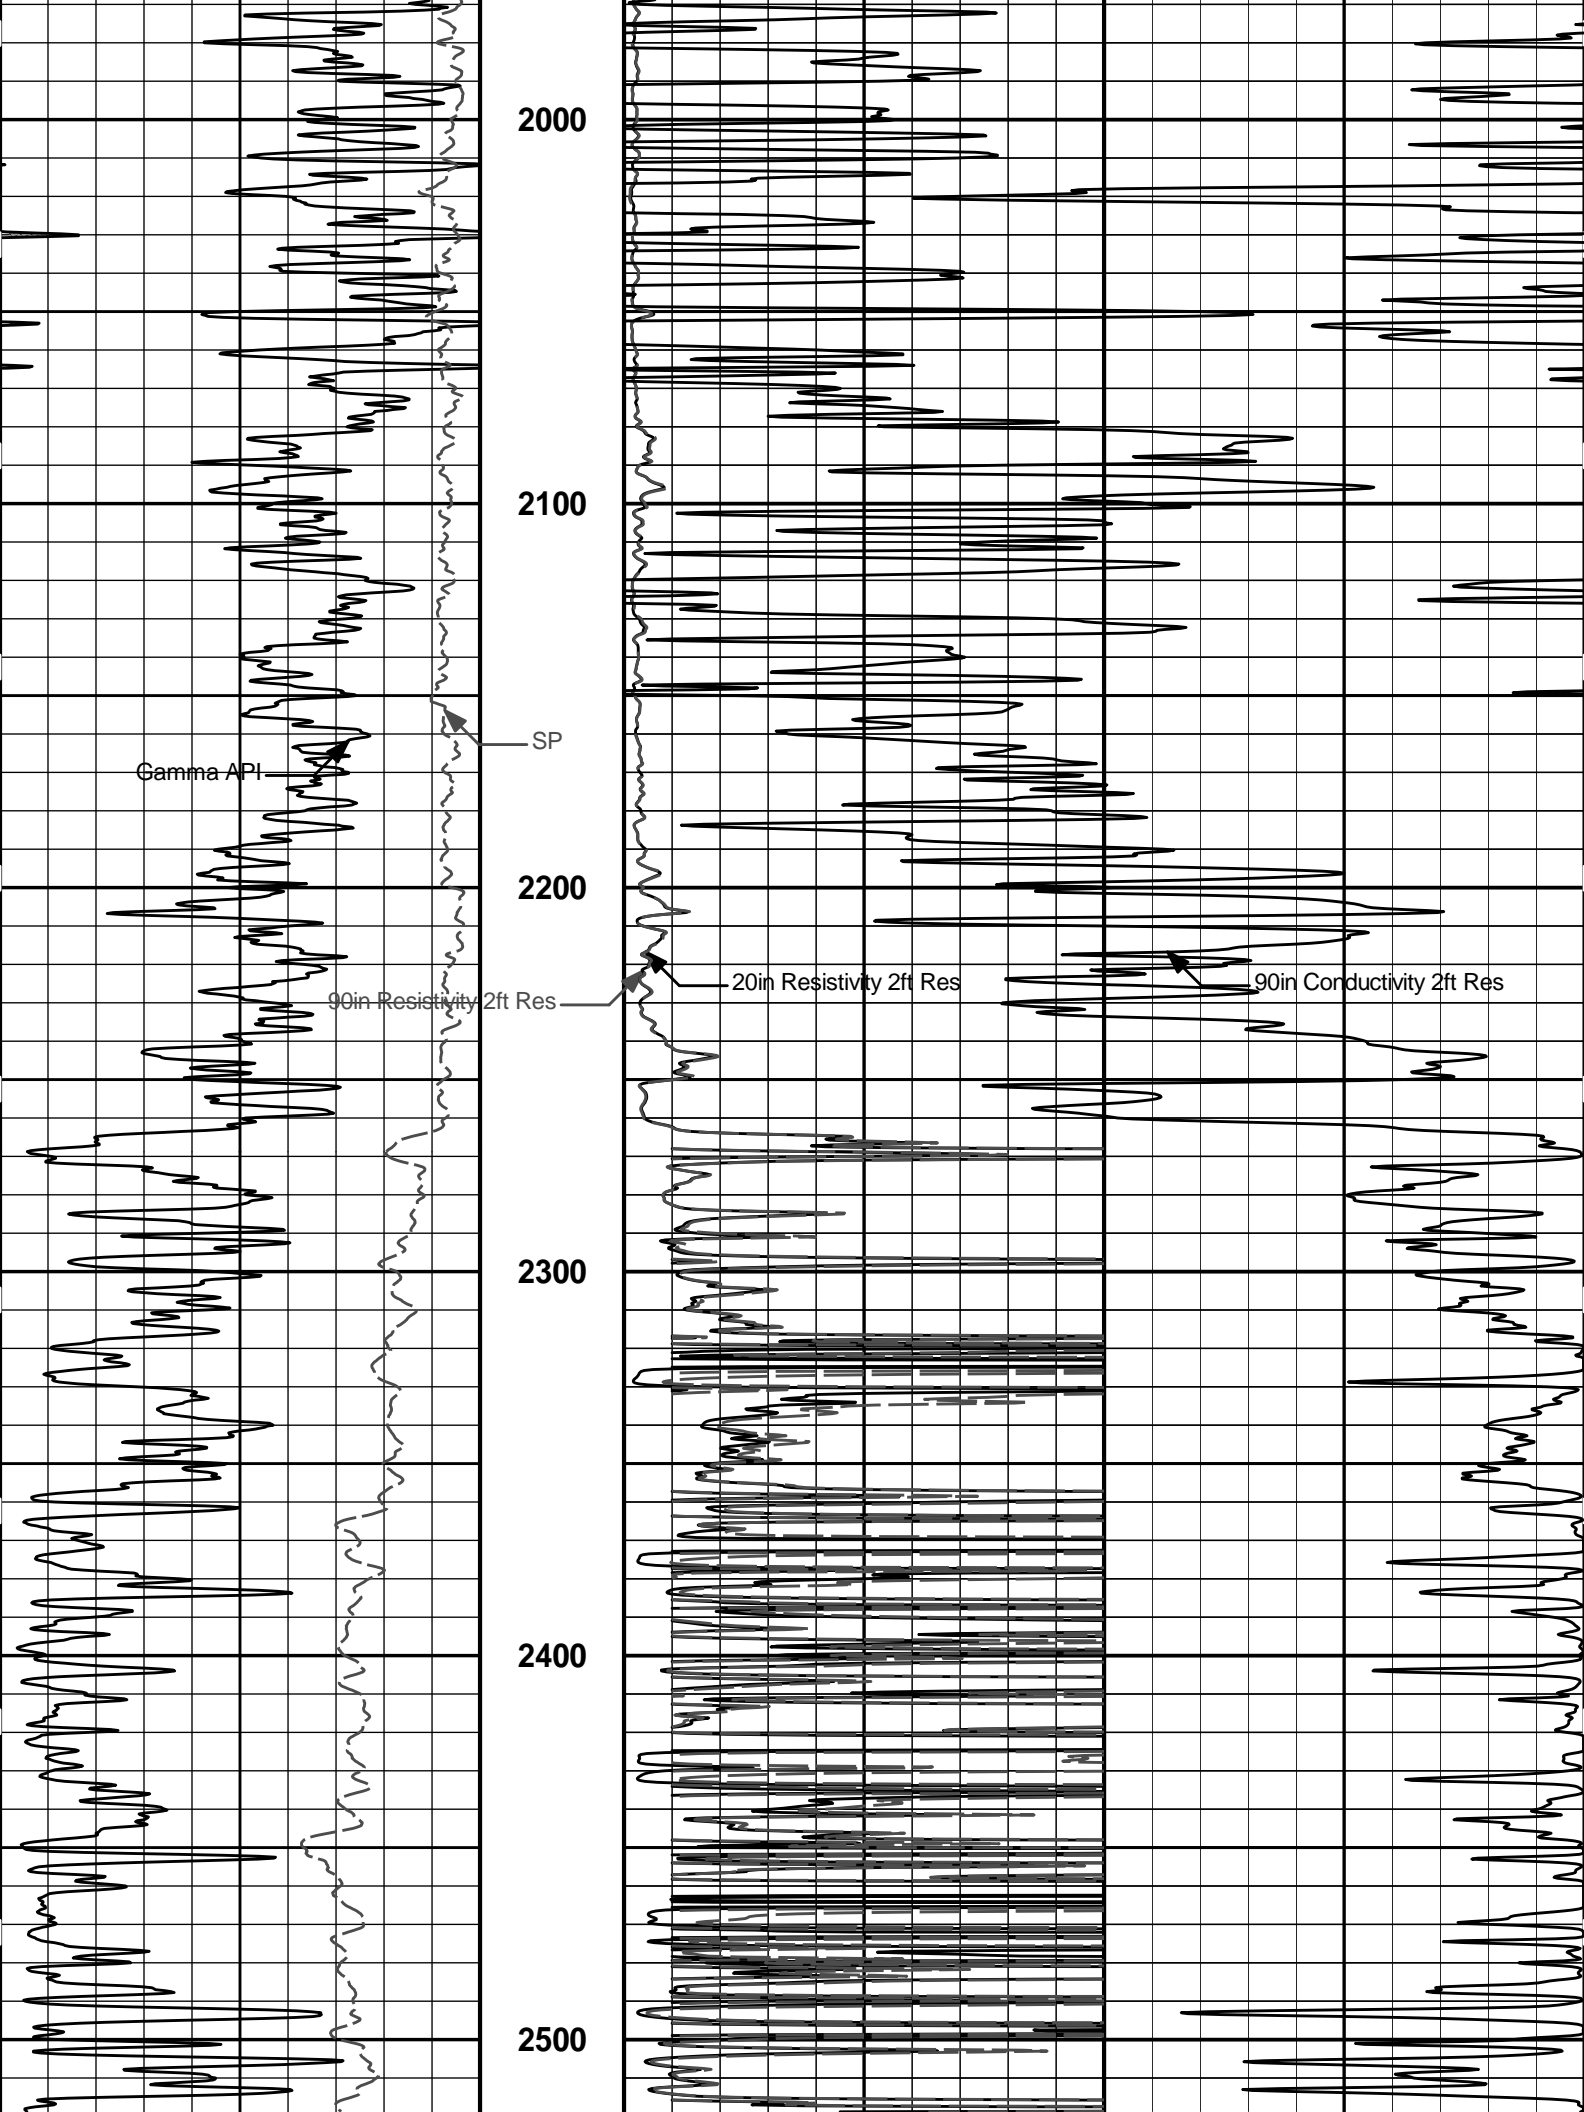 2000
2100
SP
Gamma API
2200
20in Resistivity 2ft Res
90in Conductivity 2ft Res
90in Resistivity 2ft Res
2300
2400
2500